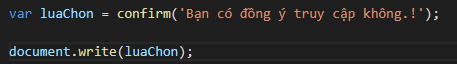 var luaChon = confirm('Bạn có đồng ý truy cập không.!');
document.write(luaChon);